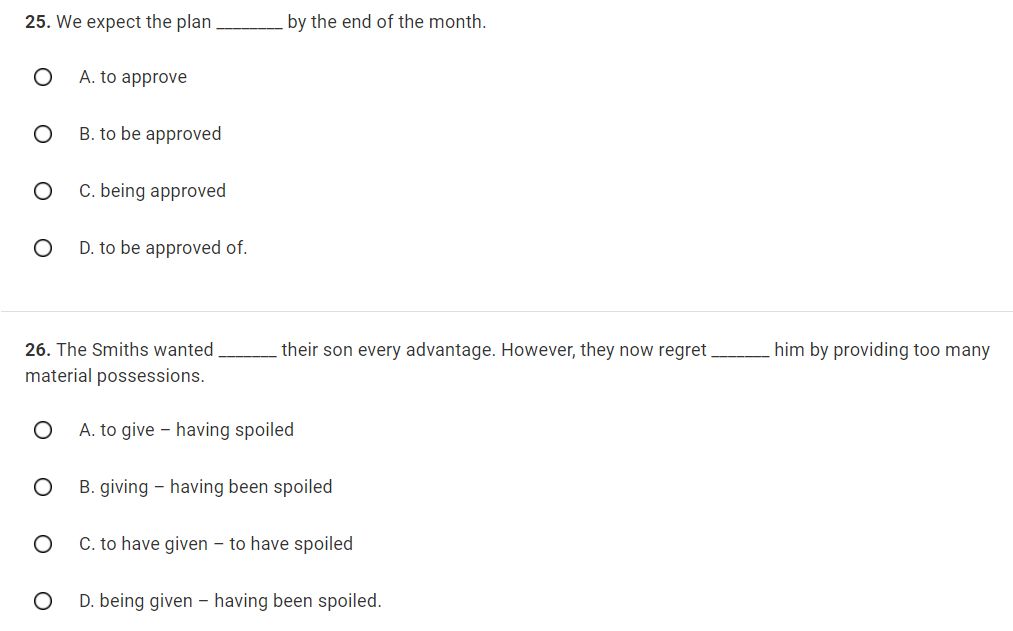 25. We expect the plan ________ by the end of the month.
A. to approve
B. to be approved
C. being approved
D. to be approved of.
26. The Smiths wanted _______ their son every advantage. However, they now regret _______ him by providing too many
material possessions.
A. to give – having spoiled
B. giving – having been spoiled
C. to have given – to have spoiled
D. being given – having been spoiled.